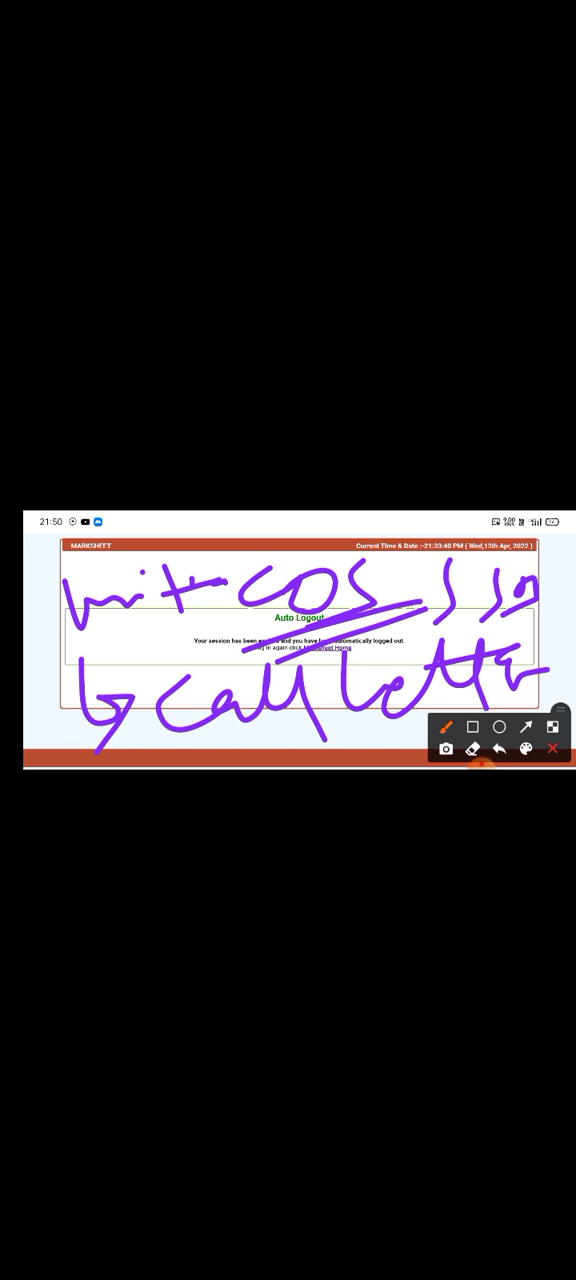 21:50
MARKSHEET
Current Time & Date :-21:33:40 PM ( Wed,13th Apr, 2022 )
Auto Logout
Your session has been and you have automatically logged out.
in again click Home
cos
call letter